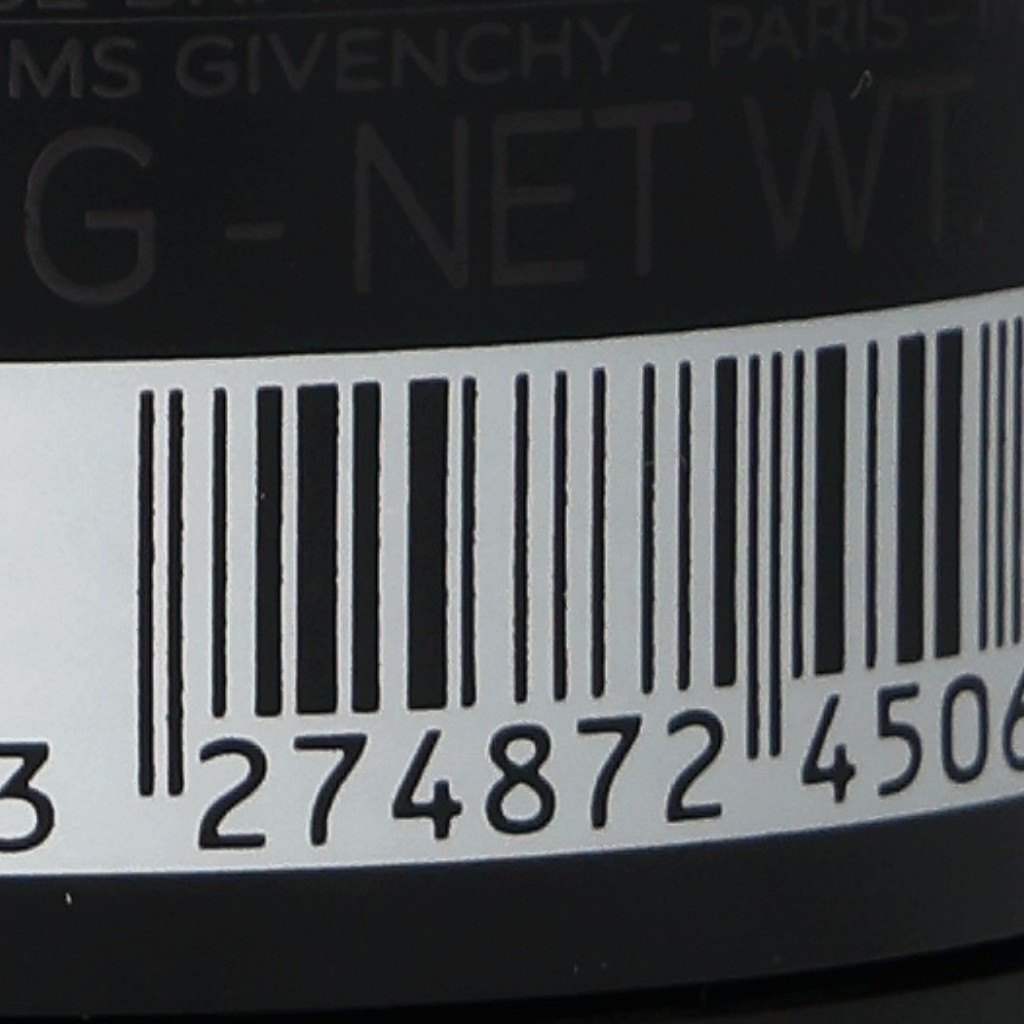 MS GIVENCHY - PARIS -
G - NET WT.
3 274872 4506